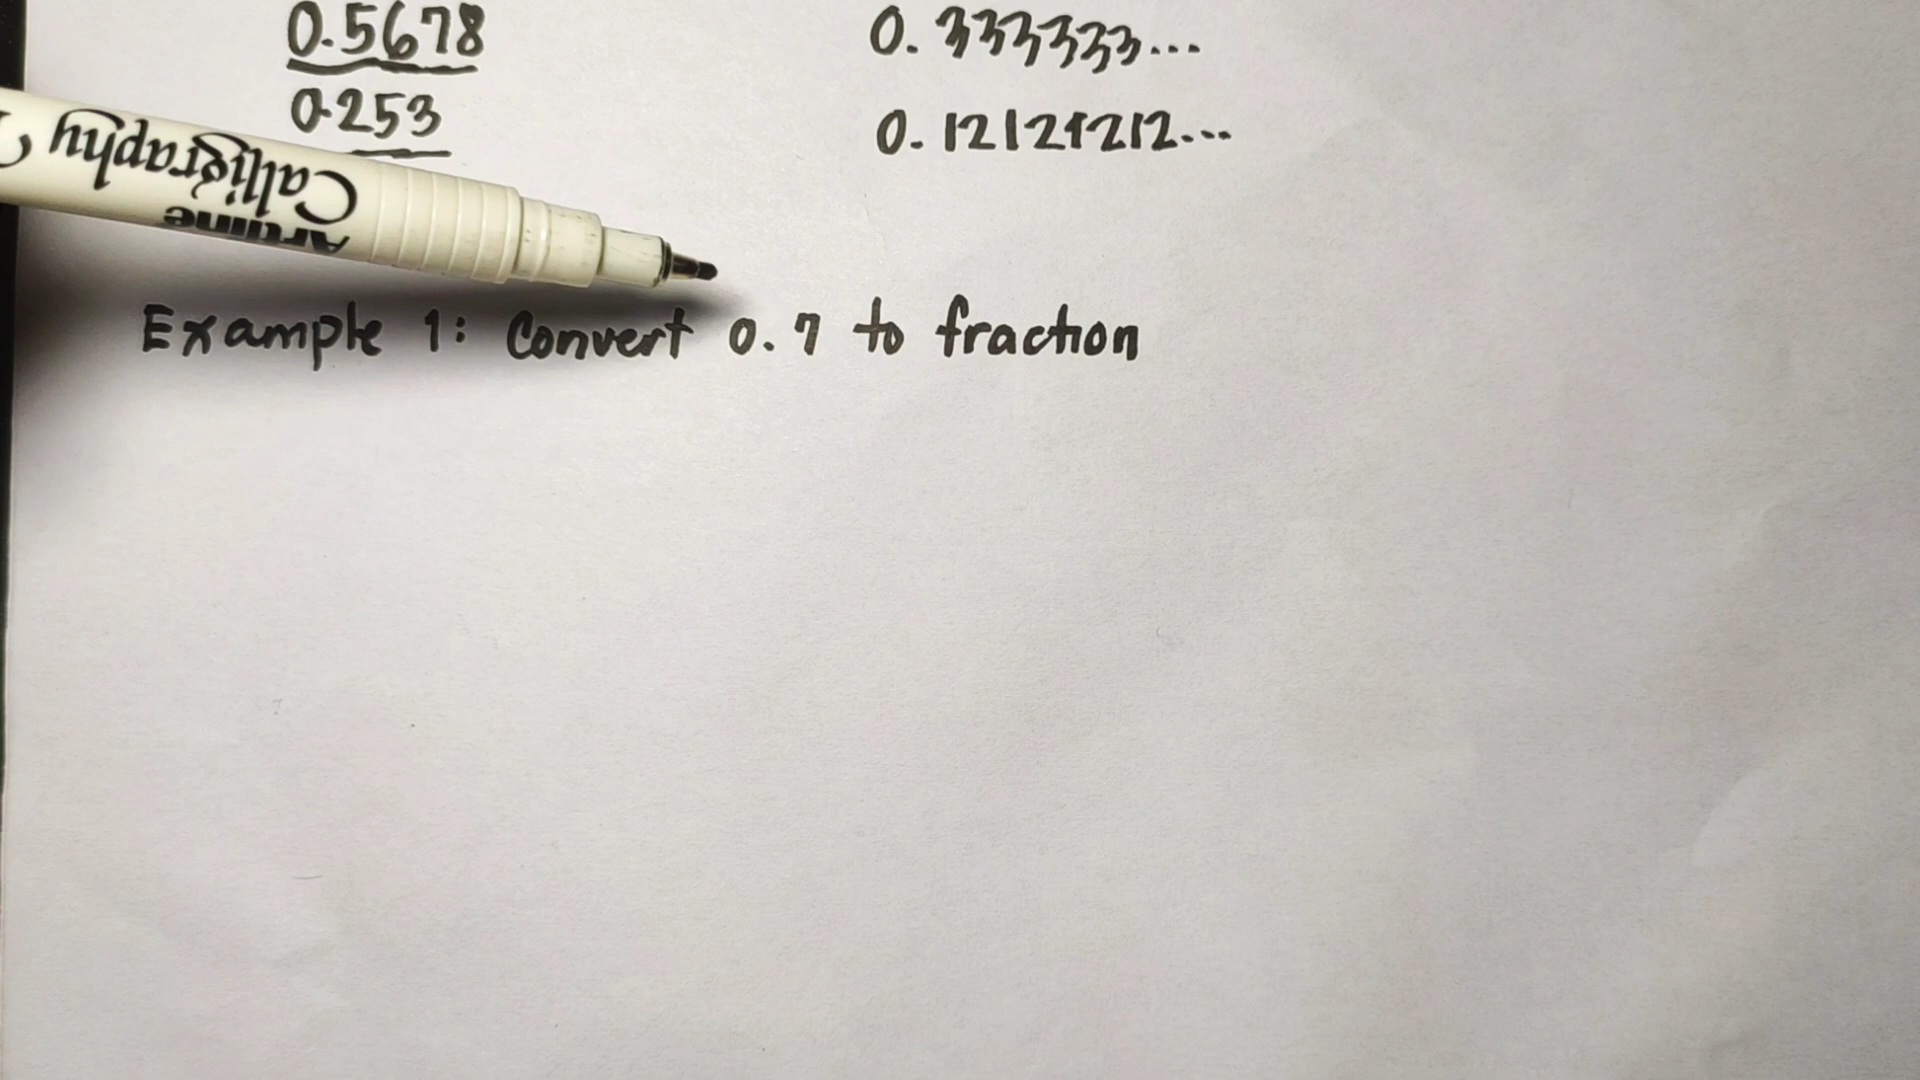 0.5678
0.253
0.333333...
0.12121212...
Artline
Calligraphy
Example 1: Convert 0.7 to fraction